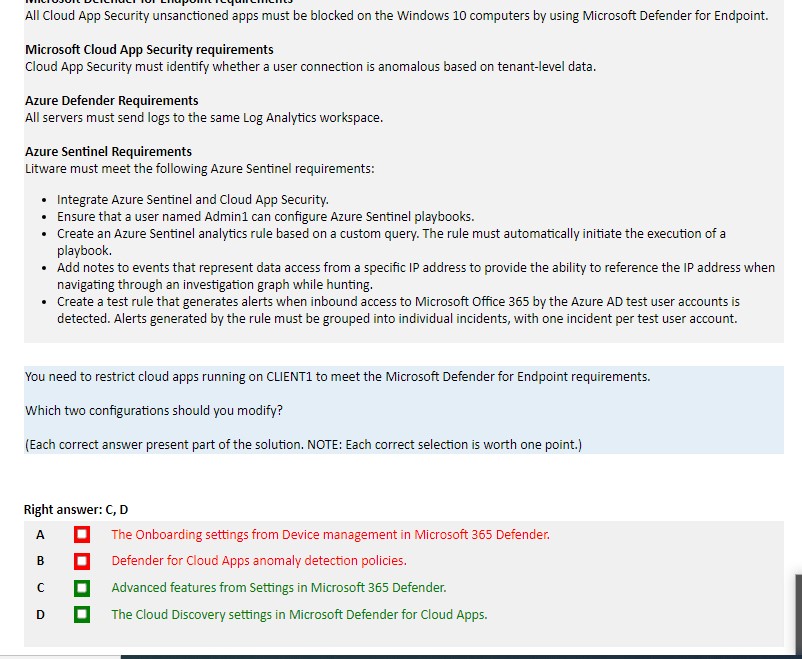 Microsoft Defender for Endpoint requirements
All Cloud App Security unsanctioned apps must be blocked on the Windows 10 computers by using Microsoft Defender for Endpoint.
Microsoft Cloud App Security requirements
Cloud App Security must identify whether a user connection is anomalous based on tenant-level data.
Azure Defender Requirements
All servers must send logs to the same Log Analytics workspace.
Azure Sentinel Requirements
Litware must meet the following Azure Sentinel requirements:
• Integrate Azure Sentinel and Cloud App Security.
• Ensure that a user named Admin1 can configure Azure Sentinel playbooks.
• Create an Azure Sentinel analytics rule based on a custom query. The rule must automatically initiate the execution of a
playbook.
• Add notes to events that represent data access from a specific IP address to provide the ability to reference the IP address when
navigating through an investigation graph while hunting.
• Create a test rule that generates alerts when inbound access to Microsoft Office 365 by the Azure AD test user accounts is
detected. Alerts generated by the rule must be grouped into individual incidents, with one incident per test user account.
You need to restrict cloud apps running on CLIENT1 to meet the Microsoft Defender for Endpoint requirements.
Which two configurations should you modify?
(Each correct answer present part of the solution. NOTE: Each correct selection is worth one point.)
Right answer: C, D
A The Onboarding settings from Device management in Microsoft 365 Defender.
B Defender for Cloud Apps anomaly detection policies.
C Advanced features from Settings in Microsoft 365 Defender.
D The Cloud Discovery settings in Microsoft Defender for Cloud Apps.